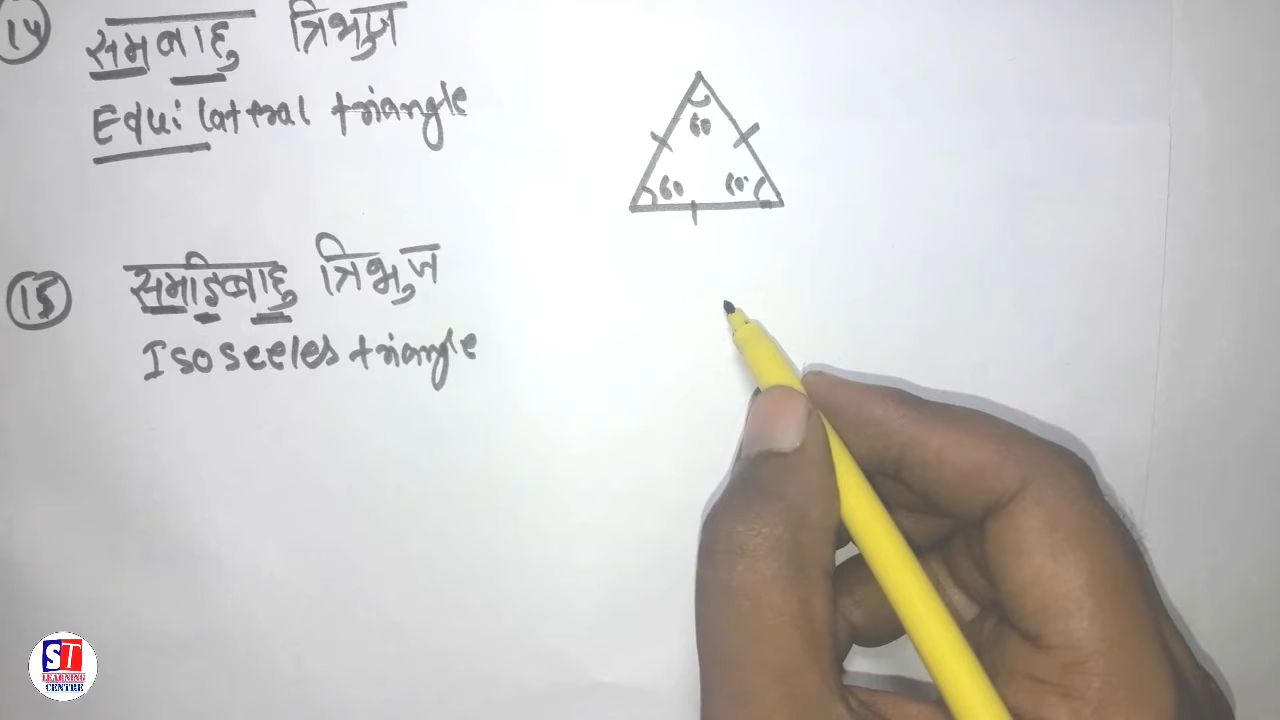 14
समबाहु त्रिभुज
Equilateral triangle
60
60 60°
15
समद्विबाहु त्रिभुज
Isosceles triangle
ST
LEARNING
CENTRE